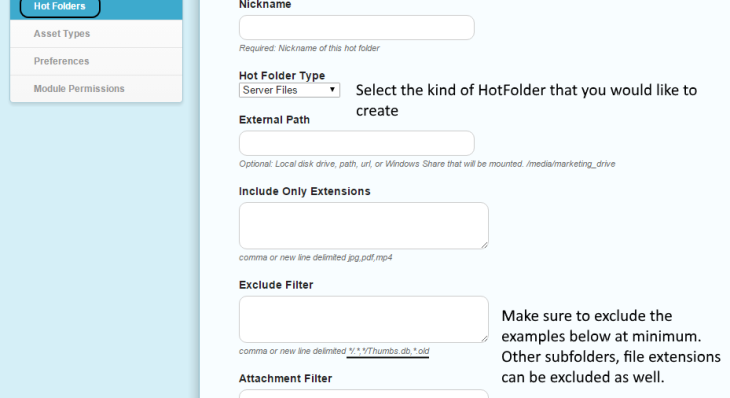 Hot Folders
Asset Types
Preferences
Module Permissions
Nickname
Required: Nickname of this hot folder
Hot Folder Type
Server Files
Select the kind of HotFolder that you would like to
create
External Path
Optional: Local disk drive, path, url, or Windows Share that will be mounted. /media/marketing_drive
Include Only Extensions
comma or new line delimited jpg,pdf,mp4
Exclude Filter
comma or new line delimited */.*,*/Thumbs.db,*.old
Make sure to exclude the
examples below at minimum.
Other subfolders, file extensions
can be excluded as well.
Attachment Filter